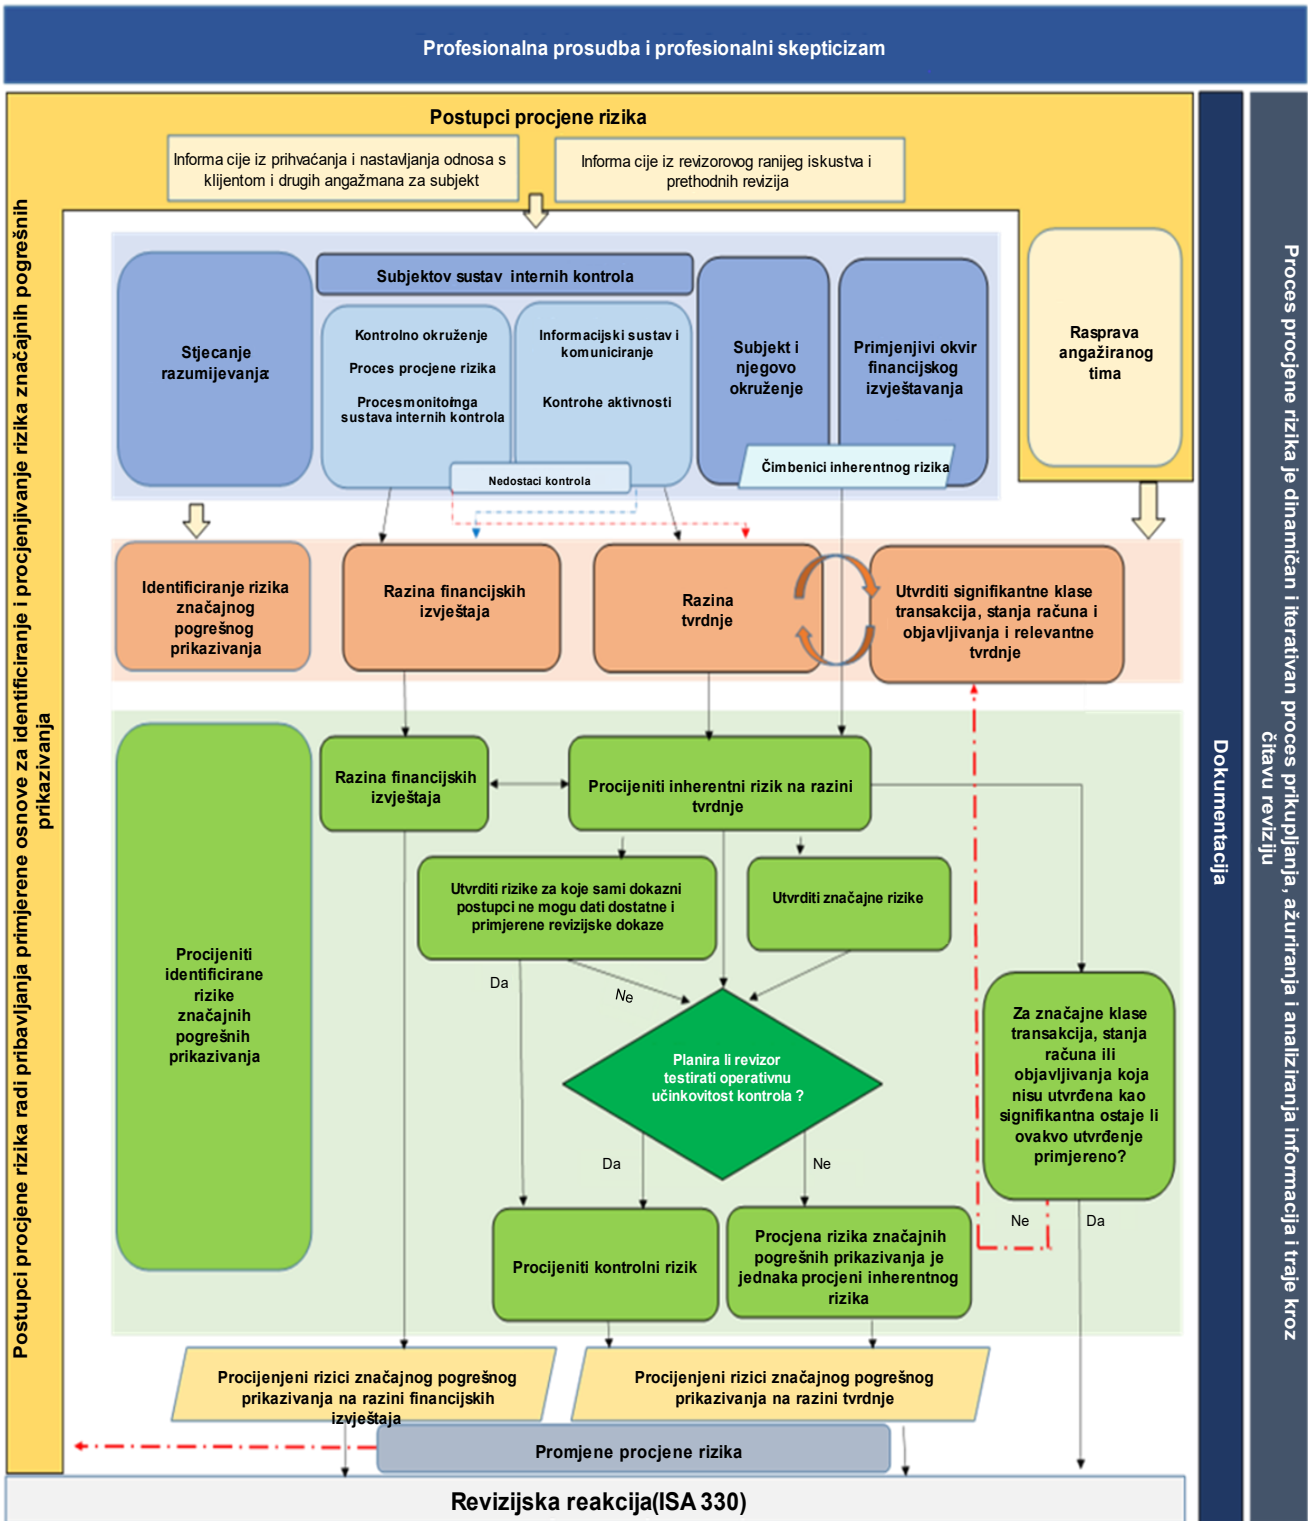 Profesionalna prosudba i profesionalni skepticizam
Postupci procjene rizika radi pribavljanja primjerene osnove za identificiranje i procjenjivanje rizika značajnih pogrešnih
prikazivanja
Postupci procjene rizika
Informa cije iz prihvaćanja i nastavljanja odnosa s
klijentom i drugih angažmana za subjekt
Informa cije iz revizorovog ranijeg iskustva i
prethodnih revizija
Stjecanje
razumijevanja:
Subjektov sustav internih kontrola
Kontrolno okruženje
Proces procjene rizika
Procesmonitoringa
sustava internih kontrola
Informacijski sustav i
komuniciranje
Kontrohe aktivnosti
Nedostaci kontrola
Subjekt i
njegovo
okruženje
Primjenjivi okvir
financijskog
izvještavanja
Čimbenici inherentnog rizika
Rasprava
angažiranog
tima
Identificiranje rizika
značajnog
pogrešnog
prikazivanja
Razina financijskih
izvještaja
Razina
tvrdnje
Utvrditi signifikantne klase
transakcija, stanja računa i
objavljivanja i relevantne
tvrdnje
Procijeniti
identificirane
rizike
značajnih
pogrešnih
prikazivanja
Razina financijskih
izvještaja
Procijeniti inherentni rizik na razini
tvrdnje
Utvrditi rizike za koje sami dokazni
postupci ne mogu dati dostatne i
primjerene revizijske dokaze
Utvrditi značajne rizike
Da
Ne
Planira li revizor
testirati operativnu
učinkovitost kontrola ?
Da
Ne
Za značajne klase
transakcija, stanja
računa ili
objavljivanja koja
nisu utvrđena kao
signifikantna ostaje li
ovakvo utvrđenje
primjereno?
Ne
Da
Procijeniti kontrolni rizik
Procjena rizika značajnih
pogrešnih prikazivanja je
jednaka procjeni inherentnog
rizika
Procijenjeni rizici značajnog pogrešnog
prikazivanja na razini financijskih
izvještaja
Procijenjeni rizici značajnog pogrešnog
prikazivanja na razini tvrdnje
Promjene procjene rizika
Revizijska reakcija(ISA 330)
Dokumentacija
Proces procjene rizika je dinamičan i iterativan proces prikupljanja, ažuriranja i analiziranja informacija i traje kroz
čitavu reviziju